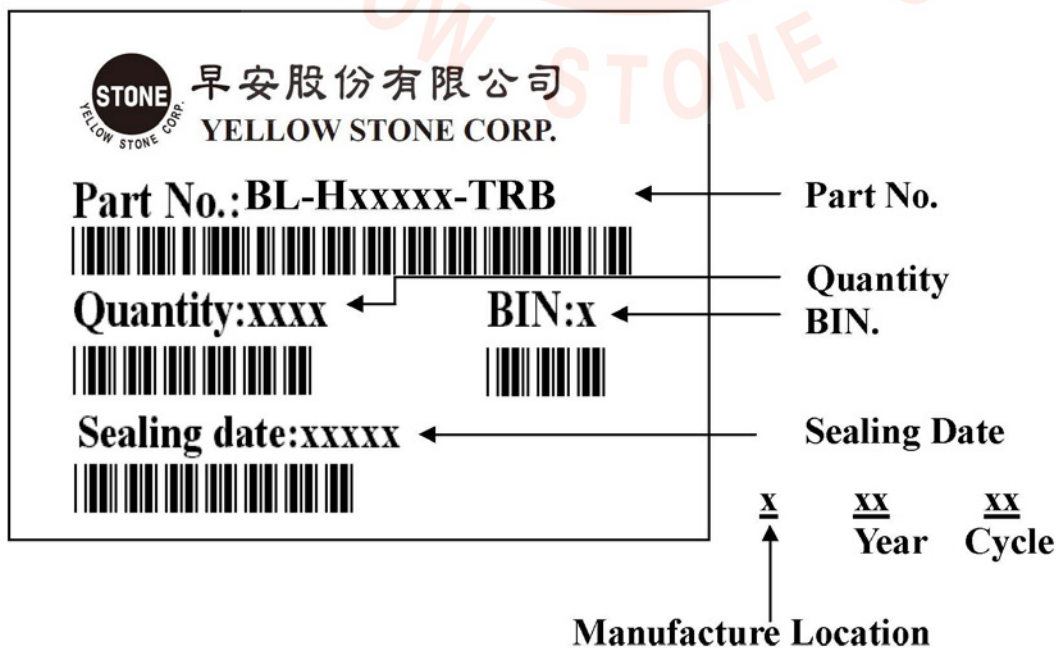 STONE
YELLOW STONE CORP.
早安股份有限公司
YELLOW STONE CORP.
OW STONE
Part No.:BL-Hxxxxx-TRB
Part No.
Quantity:xxxx
BIN:x
Quantity
BIN.
Sealing date:xxxxx
Sealing Date
x xx xx
Year Cycle
Manufacture Location